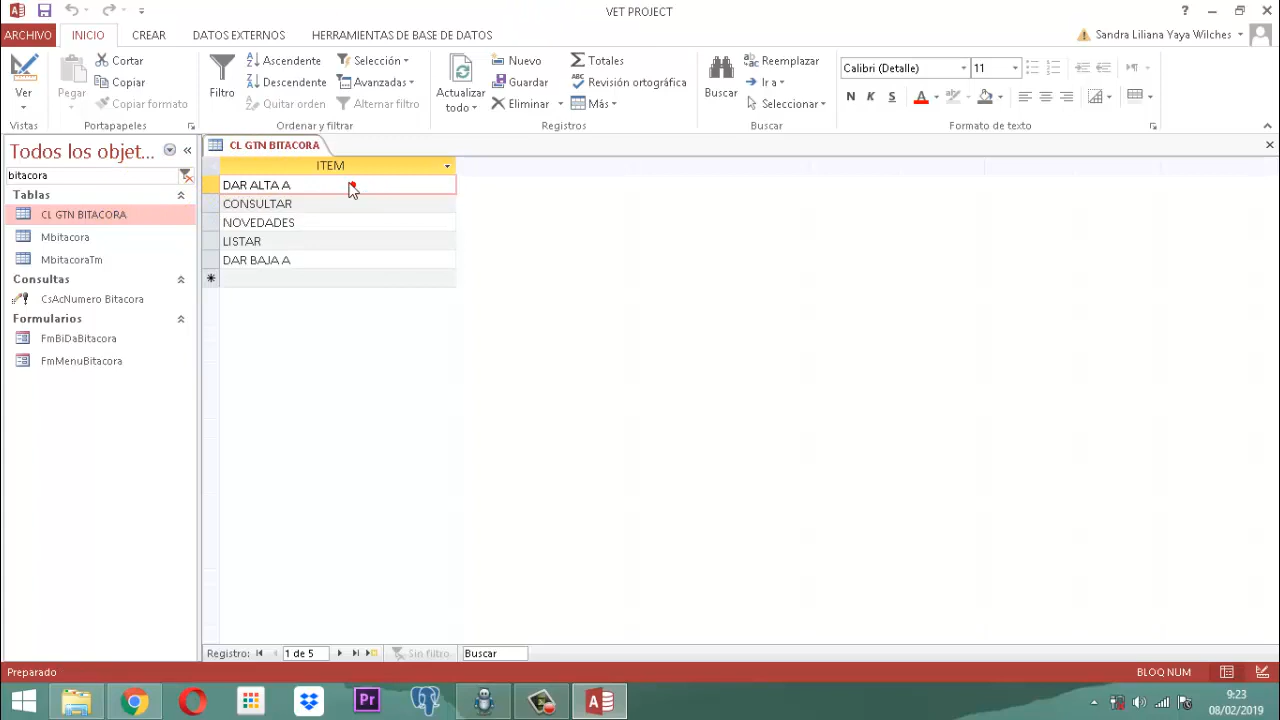 VET PROJECT
?
ARCHIVO INICIO CREAR DATOS EXTERNOS HERRAMIENTAS DE BASE DE DATOS Sandra Liliana Yaya Wilches
Ver
Vistas
Pegar
Cortar
Copiar
Copiar formato
Portapapeles
Filtro
Ascendente
Descendente
Quitar orden
Selección
Avanzadas
Alternar filtro
Ordenar y filtrar
Actualizar todo
Nuevo
Guardar
Eliminar
Totales
Revisión ortográfica
Más
Registros
Buscar
Reemplazar
Ir a
Seleccionar
Buscar
Calibri (Detalle) 11
N K S A
Formato de texto
Todos los objet...
bitacora
Tablas
CL GTN BITACORA
Mbitacora
MbitacoraTm
Consultas
CsAcNumero Bitacora
Formularios
FmBiDaBitacora
FmMenuBitacora
CL GTN BITACORA
ITEM
DAR ALTA A
CONSULTAR
NOVEDADES
LISTAR
DAR BAJA A
Registro: 1 de 5 Sin filtro Buscar
Preparado BLOQ NUM
Pr
9:23
08/02/2019